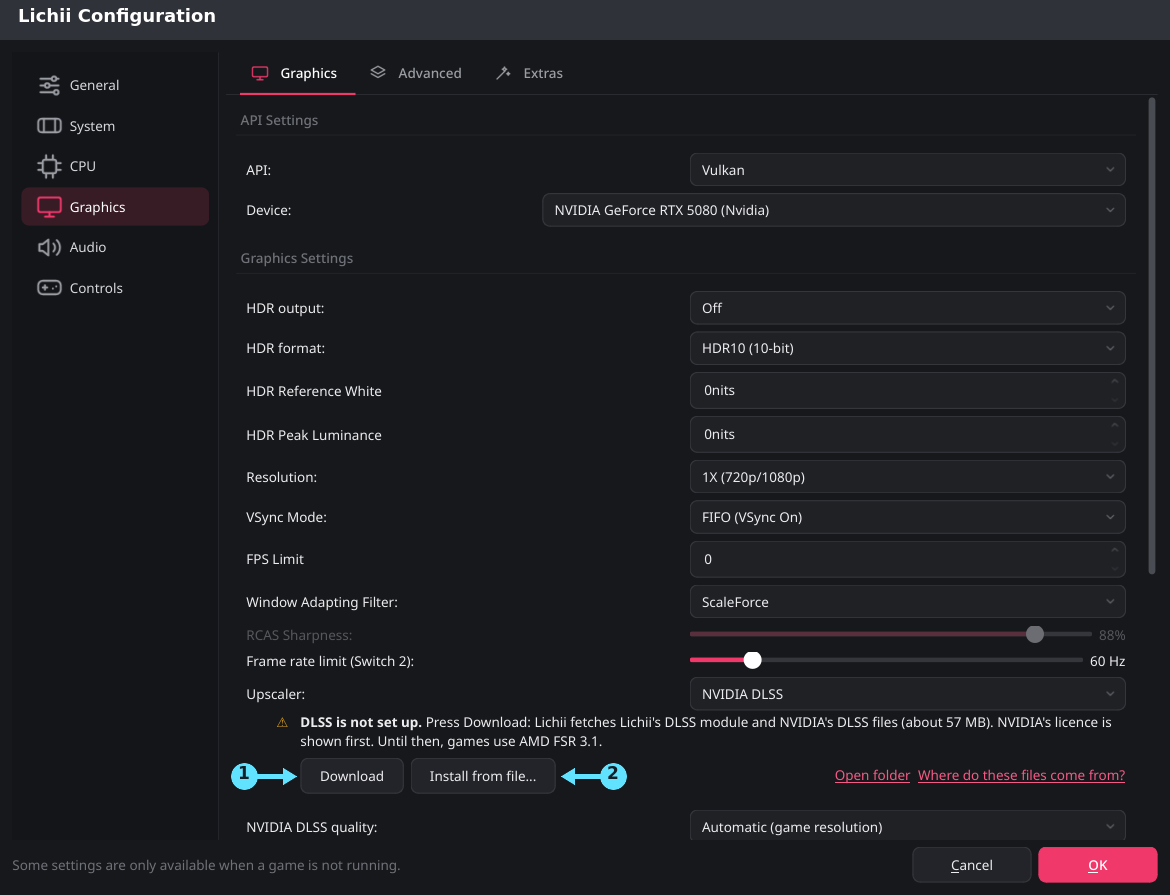 Lichii Configuration
General
System
CPU
Graphics
Audio
Controls
Graphics
Advanced
Extras
API Settings
API:
Vulkan
Device:
NVIDIA GeForce RTX 5080 (Nvidia)
Graphics Settings
HDR output:
Off
HDR format:
HDR10 (10-bit)
HDR Reference White
0nits
HDR Peak Luminance
0nits
Resolution:
1X (720p/1080p)
VSync Mode:
FIFO (VSync On)
FPS Limit
0
Window Adapting Filter:
ScaleForce
RCAS Sharpness:
88%
Frame rate limit (Switch 2):
60 Hz
Upscaler:
NVIDIA DLSS
⚠ DLSS is not set up. Press Download: Lichii fetches Lichii's DLSS module and NVIDIA's DLSS files (about 57 MB). NVIDIA's licence is
shown first. Until then, games use AMD FSR 3.1.
1
Download
Install from file...
2
Open folder
Where do these files come from?
NVIDIA DLSS quality:
Automatic (game resolution)
Some settings are only available when a game is not running.
Cancel
OK